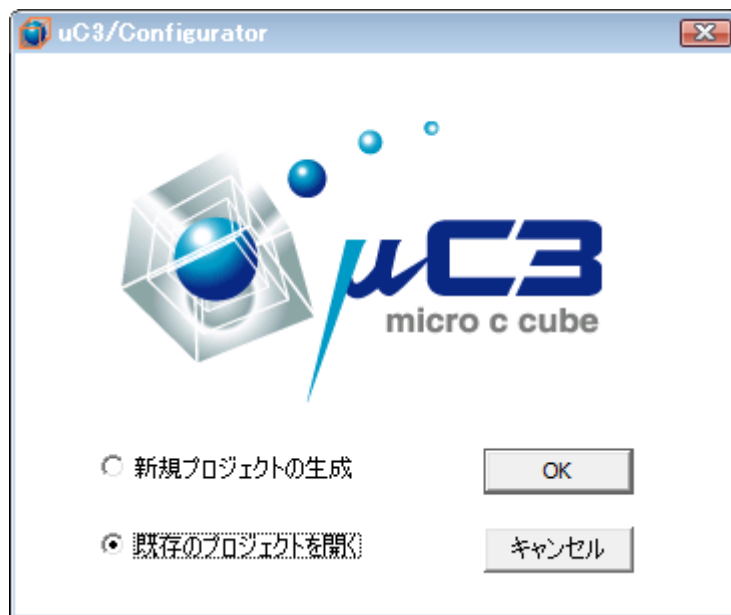 uC3/Configurator
μC3
micro c cube
新規プロジェクトの生成
OK
既存のプロジェクトを開く
キャンセル